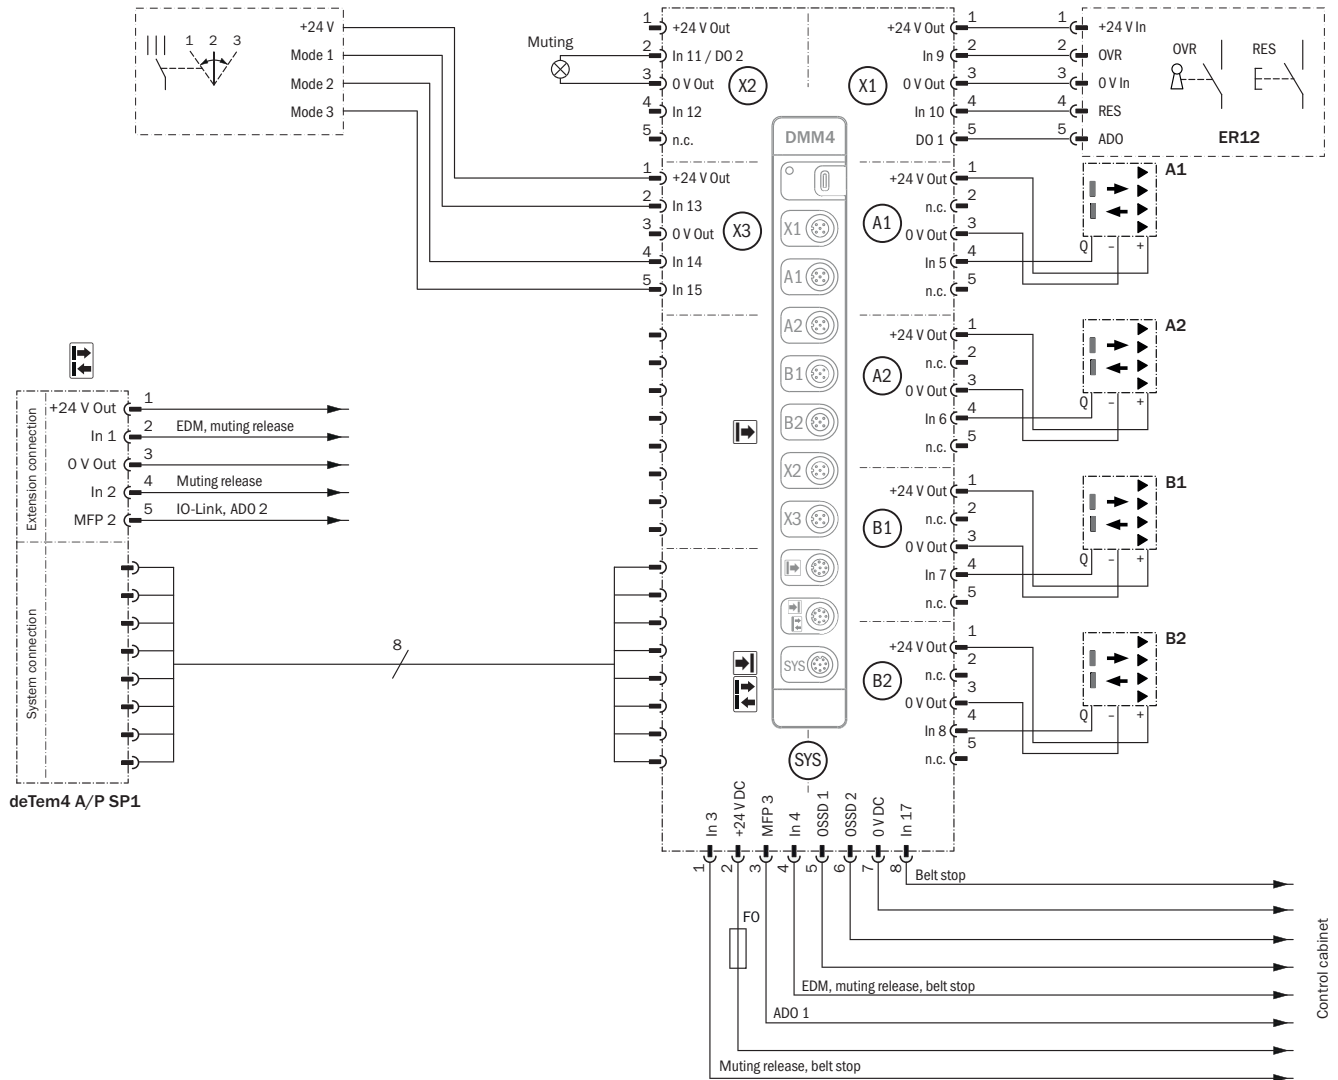 1 2 3
+24 V
Mode 1
Mode 2
Mode 3
Muting
1 +24 V Out
2 In 11 / DO 2
3 0 V Out
4 In 12
5 n.c.
X2
X1
+24 V Out 1
In 9 2
0 V Out 3
In 10 4
DO 1 5
1 +24 V In
2 OVR
3 0 V In
4 RES
5 ADO
OVR RES
ER12
1 +24 V Out
2 In 13
3 0 V Out
4 In 14
5 In 15
X3
DMM4
X1
A1
A2
B1
B2
X2
X3
SYS
A1
+24 V Out 1
n.c. 2
0 V Out 3
In 5 4
n.c. 5
A1
Q – +
A2
+24 V Out 1
n.c. 2
0 V Out 3
In 6 4
n.c. 5
A2
Q – +
B1
+24 V Out 1
n.c. 2
0 V Out 3
In 7 4
n.c. 5
B1
Q – +
B2
+24 V Out 1
n.c. 2
0 V Out 3
In 8 4
n.c. 5
B2
Q – +
Extension connection
+24 V Out 1
In 1 2 EDM, muting release
0 V Out 3
In 2 4 Muting release
MFP 2 5 IO-Link, ADO 2
System connection
8
deTem4 A/P SP1
SYS
In 3
+24 V DC
MFP 3
In 4
OSSD 1
OSSD 2
0 V DC
In 17
1 2 3 4 5 6 7 8
Belt stop
F0
EDM, muting release, belt stop
ADO 1
Muting release, belt stop
Control cabinet